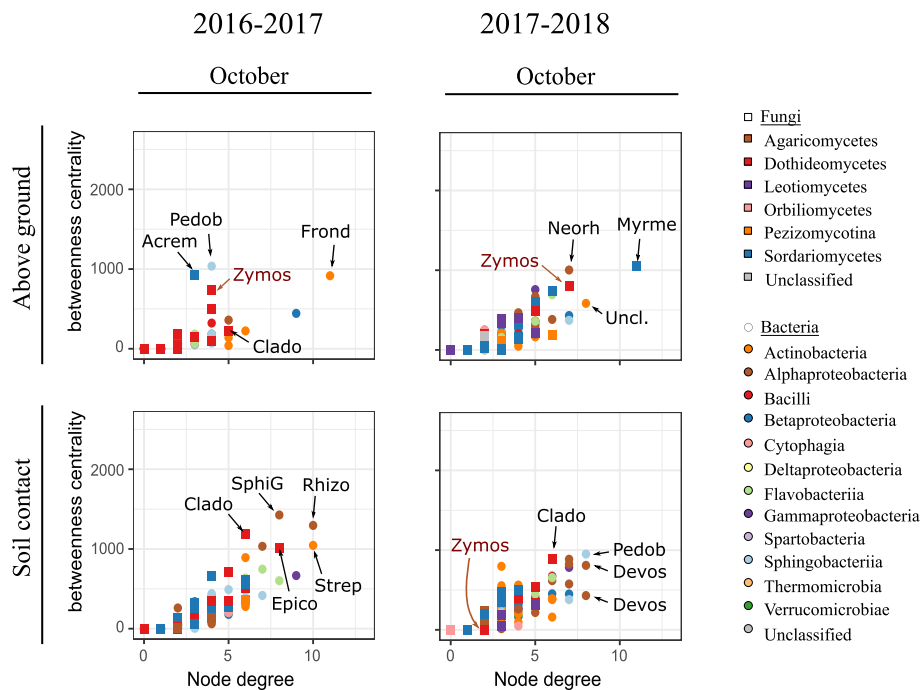 2016-2017
2017-2018
October
October
Above ground
betweenness centrality
2000
1000
0
Pedob
Acrem
Frond
Zymos
Clado
Neorh
Myrme
Zymos
Uncl.
Soil contact
betweenness centrality
2000
1000
0
SphiG
Rhizo
Clado
Epico
Strep
0
5
10
Node degree
Clado
Zymos
Pedob
Devos
Devos
0
5
10
Node degree
Fungi
Agaricomycetes
Dothideomycetes
Leotiomycetes
Orbiliomycetes
Pezizomycotina
Sordariomycetes
Unclassified
Bacteria
Actinobacteria
Alphaproteobacteria
Bacilli
Betaproteobacteria
Cytophagia
Deltaproteobacteria
Flavobacteriia
Gammaproteobacteria
Spartobacteria
Sphingobacteriia
Thermomicrobia
Verrucomicrobiae
Unclassified